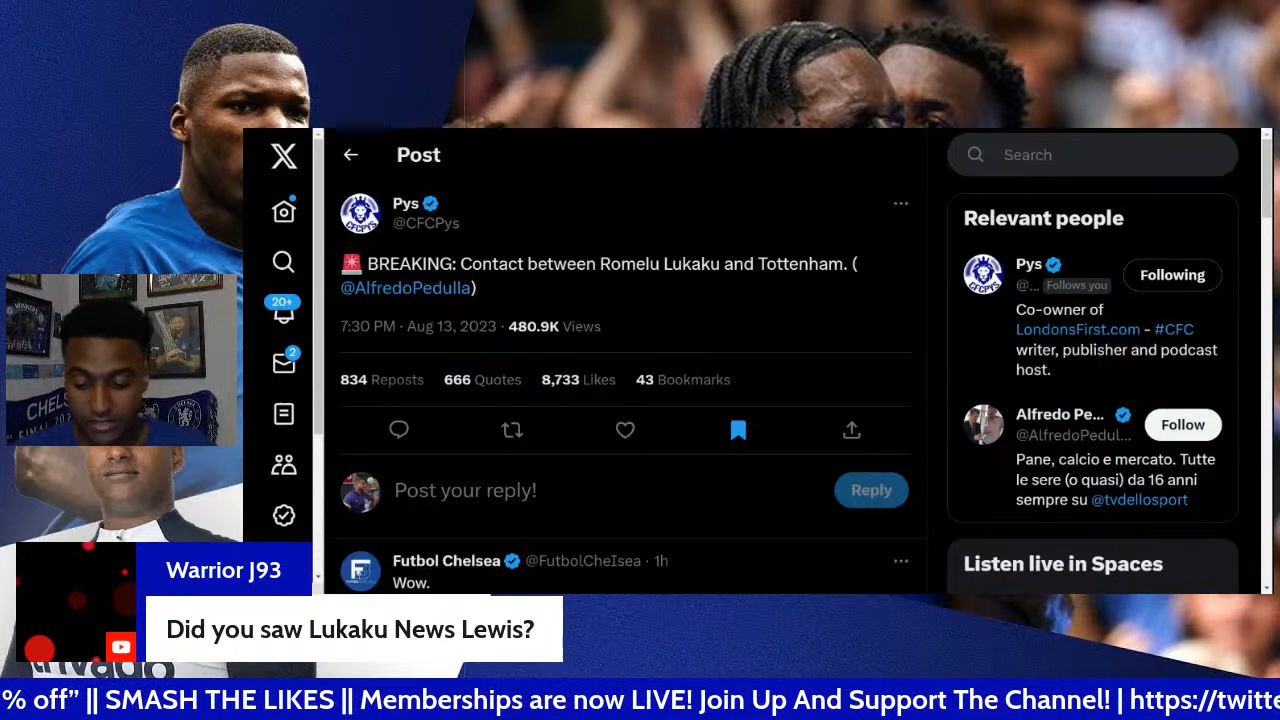 Post
Search
Pys
@CFCPys
🚨 BREAKING: Contact between Romelu Lukaku and Tottenham. (
@AlfredoPedulla)
7:30 PM · Aug 13, 2023 · 480.9K Views
834 Reposts 666 Quotes 8,733 Likes 43 Bookmarks
Post your reply!
Reply
Futbol Chelsea @FutbolCheIsea · 1h
Wow.
20+
2
Relevant people
Pys
@... Follows you
Following
Co-owner of
LondonsFirst.com - #CFC
writer, publisher and podcast
host.
Alfredo Pe...
@AlfredoPedul...
Follow
Pane, calcio e mercato. Tutte
le sere (o quasi) da 16 anni
sempre su @tvdellosport
Listen live in Spaces
WINNERS
CHELS
Warrior J93
Did you saw Lukaku News Lewis?
trivago
% off” || SMASH THE LIKES || Memberships are now LIVE! Join Up And Support The Channel! | https://twitte